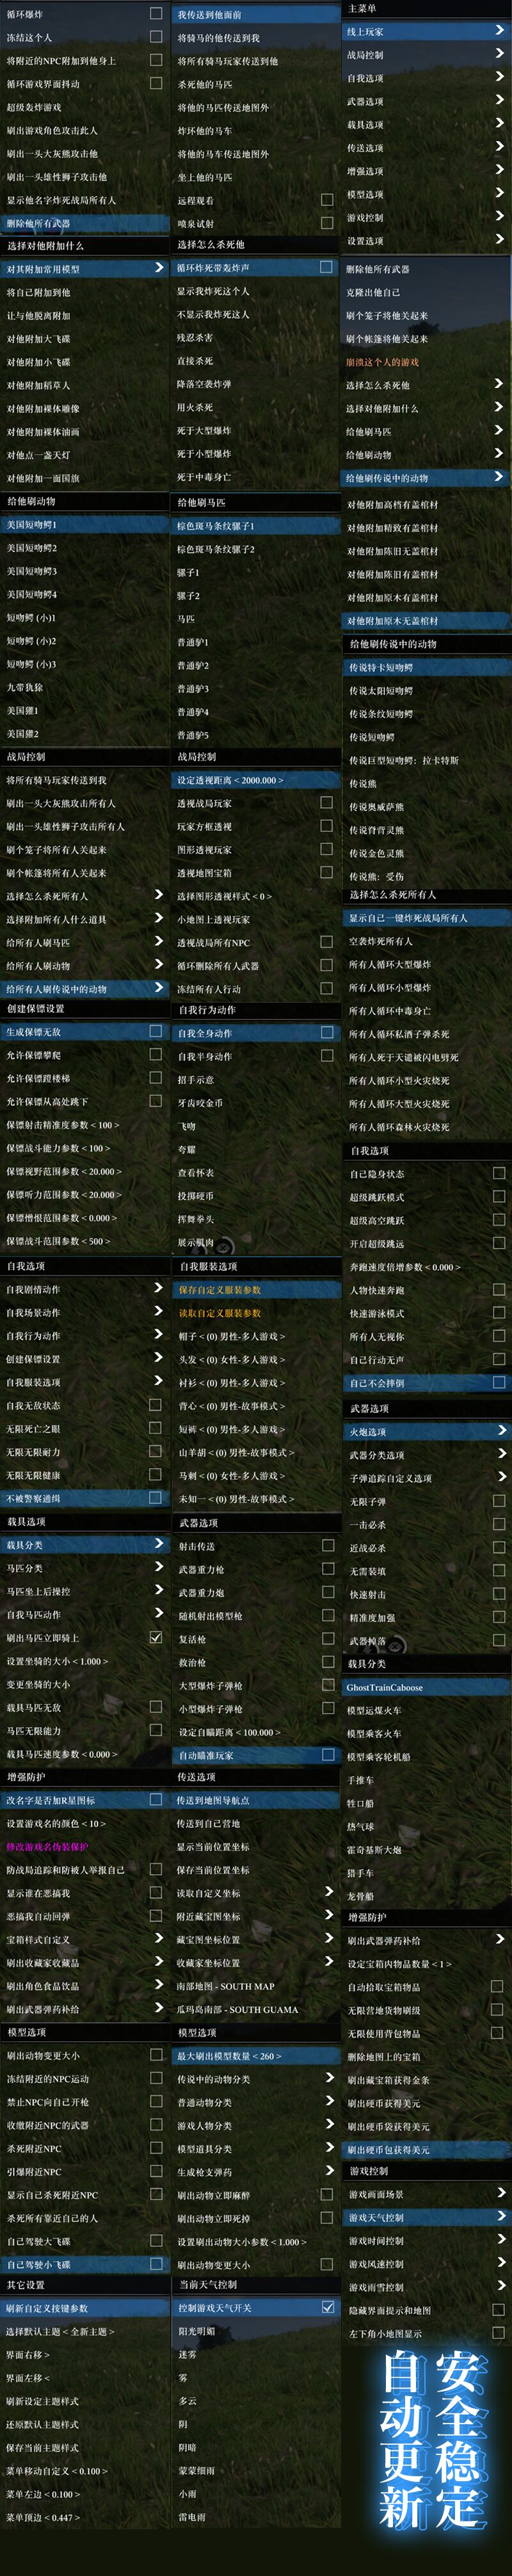 循环爆炸
冻结这个人
将附近的NPC附加到他身上
循环游戏界面抖动
超级轰炸游戏
刷出游戏角色攻击此人
刷出一头大灰熊攻击他
刷出一头雄性狮子攻击他
显示他名字炸死战局所有人
删除他所有武器
选择对他附加什么
对其附加常用模型
将自己附加到他
让与他脱离附加
对他附加大飞碟
对他附加小飞碟
对他附加稻草人
对他附加裸体雕像
对他附加裸体油画
对他点一盏天灯
对他附加一面国旗
给他刷动物
美国短吻鳄1
美国短吻鳄2
美国短吻鳄3
美国短吻鳄4
短吻鳄 (小)1
短吻鳄 (小)2
短吻鳄 (小)3
九带犰狳
美国獾1
美国獾2
战局控制
将所有骑马玩家传送到我
刷出一头大灰熊攻击所有人
刷出一头雄性狮子攻击所有人
刷个笼子将所有人关起来
刷个帐篷将所有人关起来
选择怎么杀死所有人
选择附加所有人什么道具
给所有人刷马匹
给所有人刷动物
给所有人刷传说中的动物
创建保镖设置
生成保镖无敌
允许保镖攀爬
允许保镖蹬楼梯
允许保镖从高处跳下
保镖射击精准度参数 < 100 >
保镖战斗能力参数 < 100 >
保镖视野范围参数 < 20.000 >
保镖听力范围参数 < 20.000 >
保镖憎恨范围参数 < 0.000 >
保镖战斗范围参数 < 500 >
自我选项
自我剧情动作
自我场景动作
自我行为动作
创建保镖设置
自我服装选项
自我无敌状态
无限死亡之眼
无限无限耐力
无限无限健康
不被警察通缉
载具选项
载具分类
马匹分类
马匹坐上后操控
自我马匹动作
刷出马匹立即骑上
设置坐骑的大小 < 1.000 >
变更坐骑的大小
载具马匹无敌
马匹无限能力
载具马匹速度参数 < 0.000 >
增强防护
改名字是否加R星图标
设置游戏名的颜色 < 10 >
修改游戏名伪装保护
防战局追踪和防被人举报自己
显示谁在恶搞我
恶搞我自动回弹
宝箱样式自定义
刷出收藏家收藏品
刷出角色食品饮品
刷出武器弹药补给
模型选项
刷出动物变更大小
冻结附近的NPC运动
禁止NPC向自己开枪
收缴附近NPC的武器
杀死附近NPC
引爆附近NPC
显示自己杀死附近NPC
杀死所有靠近自己的人
自己驾驶大飞碟
自己驾驶小飞碟
其它设置
刷新自定义按键参数
选择默认主题 < 全新主题 >
界面右移 >
界面左移 <
刷新设定主题样式
还原默认主题样式
保存当前主题样式
菜单移动自定义 < 0.100 >
菜单左边 < 0.100 >
菜单顶边 < 0.447 >
我传送到他面前
将骑马的他传送到我
将所有骑马玩家传送到他
杀死他的马匹
将他的马匹传送地图外
炸坏他的马车
将他的马车传送地图外
坐上他的马匹
远程观看
喷泉试射
选择怎么杀死他
循环炸死带轰炸声
显示我炸死这个人
不显示我炸死这人
残忍杀害
直接杀死
降落空袭炸弹
用火杀死
死于大型爆炸
死于小型爆炸
死于中毒身亡
给他刷马匹
棕色斑马条纹骡子1
棕色斑马条纹骡子2
骡子1
骡子2
马匹
普通驴1
普通驴2
普通驴3
普通驴4
普通驴5
战局控制
设定透视距离 < 2000.000 >
透视战局玩家
玩家方框透视
图形透视玩家
透视地图宝箱
选择图形透视样式 < 0 >
小地图上透视玩家
透视战局所有NPC
循环删除所有人武器
冻结所有人行动
自我行为动作
自我全身动作
自我半身动作
招手示意
牙齿咬金币
飞吻
夸耀
查看怀表
投掷硬币
挥舞拳头
展示肌肉
自我服装选项
保存自定义服装参数
读取自定义服装参数
帽子 < (0) 男性-多人游戏 >
头发 < (0) 女性-多人游戏 >
衬衫 < (0) 男性-多人游戏 >
背心 < (0) 男性-故事模式 >
短裤 < (0) 男性-多人游戏 >
山羊胡 < (0) 男性-故事模式 >
马刺 < (0) 女性-多人游戏 >
未知一 < (0) 男性-故事模式 >
武器选项
射击传送
武器重力枪
武器重力炮
随机射出模型枪
复活枪
救治枪
大型爆炸子弹枪
小型爆炸子弹枪
设定自瞄距离 < 100.000 >
自动瞄准玩家
传送选项
传送到地图导航点
传送到自己营地
显示当前位置坐标
保存当前位置坐标
读取自定义坐标
附近藏宝图坐标
藏宝图坐标位置
收藏家坐标位置
南部地图 - SOUTH MAP
瓜玛岛南部 - SOUTH GUAMA
模型选项
最大刷出模型数量 < 260 >
传说中的动物分类
普通动物分类
游戏人物分类
模型道具分类
生成枪支弹药
刷出动物立即麻醉
刷出动物立即死掉
设置刷出动物大小参数 < 1.000 >
刷出动物变更大小
当前天气控制
控制游戏天气开关
阳光明媚
迷雾
雾
多云
阴
阴暗
蒙蒙细雨
小雨
雷电雨
主菜单
线上玩家
战局控制
自我选项
武器选项
载具选项
传送选项
增强选项
模型选项
游戏控制
设置选项
删除他所有武器
克隆出他自己
刷个笼子将他关起来
刷个帐篷将他关起来
崩溃这个人的游戏
选择怎么杀死他
选择对他附加什么
给他刷马匹
给他刷动物
给他刷传说中的动物
对他附加高档有盖棺材
对他附加精致有盖棺材
对他附加陈旧无盖棺材
对他附加陈旧有盖棺材
对他附加原木有盖棺材
对他附加原木无盖棺材
给他刷传说中的动物
传说特卡短吻鳄
传说太阳短吻鳄
传说条纹短吻鳄
传说短吻鳄
传说巨型短吻鳄：拉卡特斯
传说熊
传说奥威萨熊
传说脊背灵熊
传说金色灵熊
传说熊：受伤
选择怎么杀死所有人
显示自己一键炸死战局所有人
空袭炸死所有人
所有人循环大型爆炸
所有人循环小型爆炸
所有人循环中毒身亡
所有人循环私酒子弹杀死
所有人死于天谴被闪电劈死
所有人循环小型火灾烧死
所有人循环大型火灾烧死
所有人循环森林火灾烧死
自我选项
自己隐身状态
超级跳跃模式
超级高空跳跃
开启超级跳远
奔跑速度倍增参数 < 0.000 >
人物快速奔跑
快速游泳模式
所有人无视你
自己行动无声
自己不会摔倒
武器选项
火炮选项
武器分类选项
子弹追踪自定义选项
无限子弹
一击必杀
近战必杀
无需装填
快速射击
精准度加强
武器掉落
载具分类
GhostTrainCaboose
模型运煤火车
模型乘客火车
模型乘客轮机船
手推车
牲口船
热气球
霍奇基斯大炮
猎手车
龙骨船
增强防护
刷出武器弹药补给
设定宝箱内物品数量 < 1 >
自动拾取宝箱物品
无限营地货物刷级
无限使用背包物品
删除地图上的宝箱
刷出藏宝箱获得金条
刷出硬币获得美元
刷出硬币袋获得美元
刷出硬币包获得美元
游戏控制
游戏画面场景
游戏天气控制
游戏时间控制
游戏风速控制
游戏雨雪控制
隐藏界面提示和地图
左下角小地图显示
安全稳定
自动更新